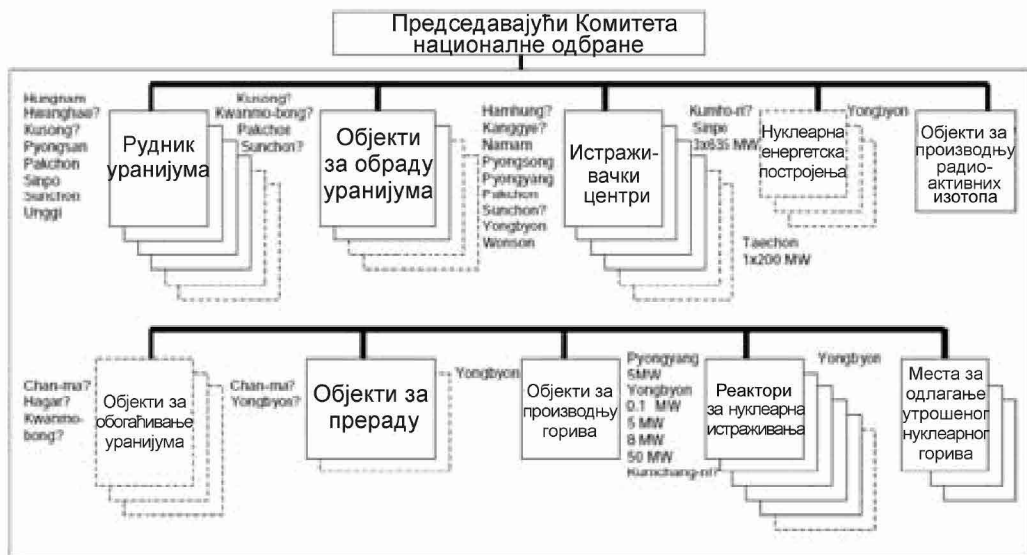 Председавајући Комитета
националне одбране
Hungnam
Hwanghae?
Kusong?
Pyongsan
Pakchon
Sinpo
Sunchon
Unggi
Рудник
уранијума
Kusong?
Kwanmo-bong?
Pakchon
Sunchon?
Објекти
за обраду
уранијума
Hamhung?
Kanggye?
Namam
Pyongsong
Pyongyang
Pakchon
Sunchon?
Yongbyon
Wonson
Истражи-
вачки
центри
Kumho-ri?
Sinpo
3x635 MW
Нуклеарна
енергетска
постројења
Taechon
1x200 MW
Yongbyon
Објекти за
производњу
радио-
активних
изотопа
Chan-ma?
Hagar?
Kwanmo-
bong?
Објекти за
обогаћивање
уранијума
Chan-ma?
Yongbyon?
Објекти за
прераду
Yongbyon
Објекти за
производњу
горива
Pyongyang
5MW
Yongbyon
0.1 MW
5 MW
8 MW
50 MW
Kumchang-ri?
Реактори
за нуклеарна
истраживања
Yongbyon
Места за
одлагање
утрошеног
нуклеарног
горива